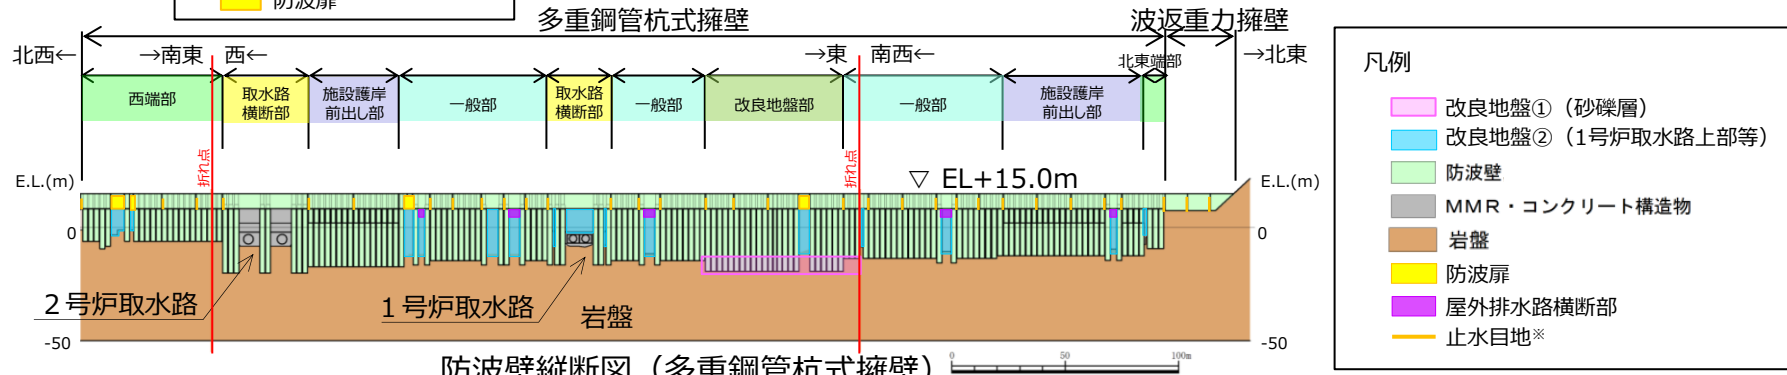 防波扉
多重鋼管杭式擁壁
波返重力擁壁
北西← →南東 西← →東 南西← →北東
西端部
取水路
横断部
施設護岸
前出し部
一般部
取水路
横断部
一般部
改良地盤部
一般部
施設護岸
前出し部
北東端部
折れ点
折れ点
E.L.(m)
▽ EL+15.0m
E.L.(m)
0
0
2号炉取水路
1号炉取水路
岩盤
-50
-50
防波壁縦断図（多重鋼管杭式擁壁）
0 50 100m
凡例
改良地盤①（砂礫層）
改良地盤②（1号炉取水路上部等）
防波壁
MMR・コンクリート構造物
岩盤
防波扉
屋外排水路横断部
止水目地※